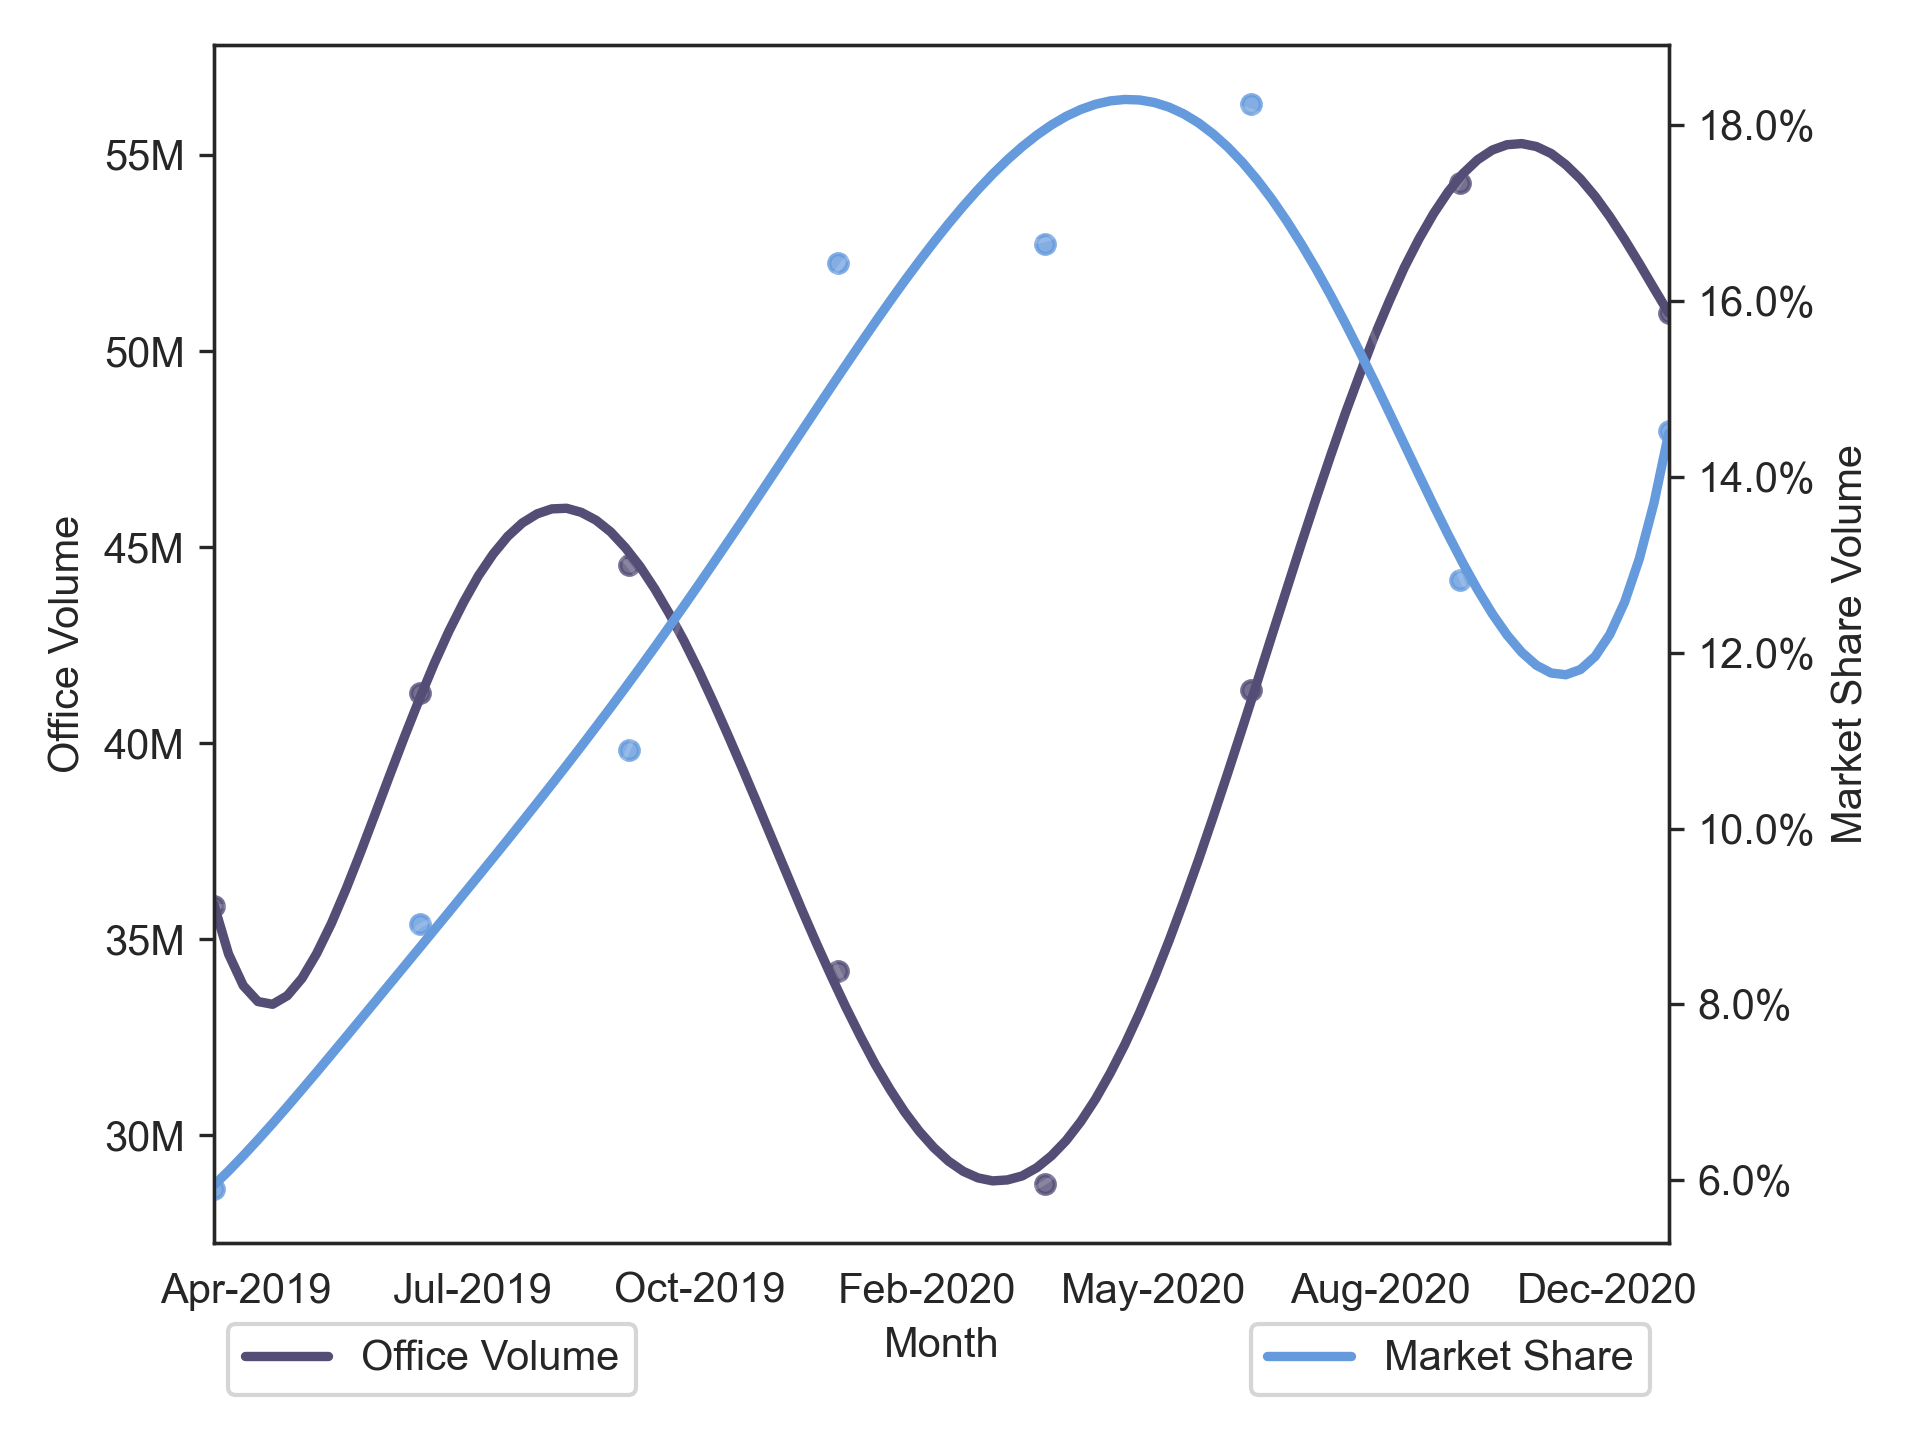 55M
50M
45M
40M
35M
30M
Office Volume
18.0%
16.0%
14.0%
12.0%
10.0%
8.0%
6.0%
Market Share Volume
Apr-2019 Jul-2019 Oct-2019 Feb-2020 May-2020 Aug-2020 Dec-2020
Month
Office Volume
Market Share